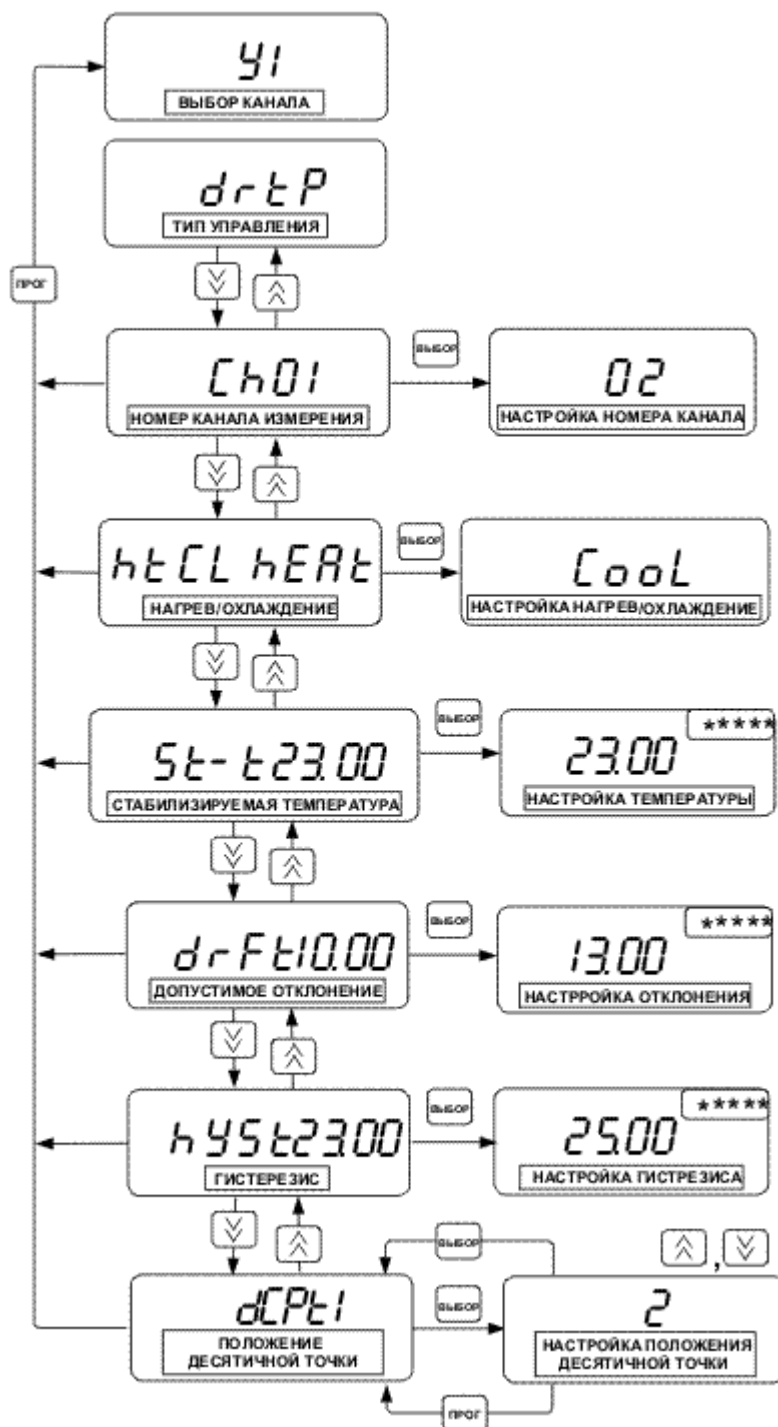 У1
ВЫБОР КАНАЛА
drtP
ТИП УПРАВЛЕНИЯ
ПРОГ
Ch01
НОМЕР КАНАЛА ИЗМЕРЕНИЯ
ВЫБОР
02
НАСТРОЙКА НОМЕРА КАНАЛА
htCL hEAt
НАГРЕВ/ОХЛАЖДЕНИЕ
ВЫБОР
CooL
НАСТРОЙКА НАГРЕВ/ОХЛАЖДЕНИЕ
St-t23.00
СТАБИЛИЗИРУЕМАЯ ТЕМПЕРАТУРА
ВЫБОР
*****
23.00
НАСТРОЙКА ТЕМПЕРАТУРЫ
drFt10.00
ДОПУСТИМОЕ ОТКЛОНЕНИЕ
ВЫБОР
*****
13.00
НАСТРРОЙКА ОТКЛОНЕНИЯ
hYSt23.00
ГИСТЕРЕЗИС
ВЫБОР
*****
25.00
НАСТРОЙКА ГИСТРЕЗИСА
ВЫБОР
,
dCPt1
ПОЛОЖЕНИЕ
ДЕСЯТИЧНОЙ ТОЧКИ
ВЫБОР
2
НАСТРОЙКА ПОЛОЖЕНИЯ
ДЕСЯТИЧНОЙ ТОЧКИ
ПРОГ